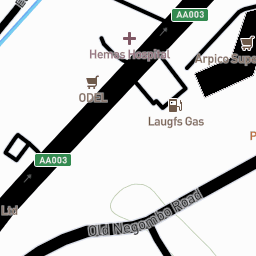 AA003
Hemas Hospital
Arpico Supe
ODEL
Laugfs Gas
P
AA003
Old Negombo Road